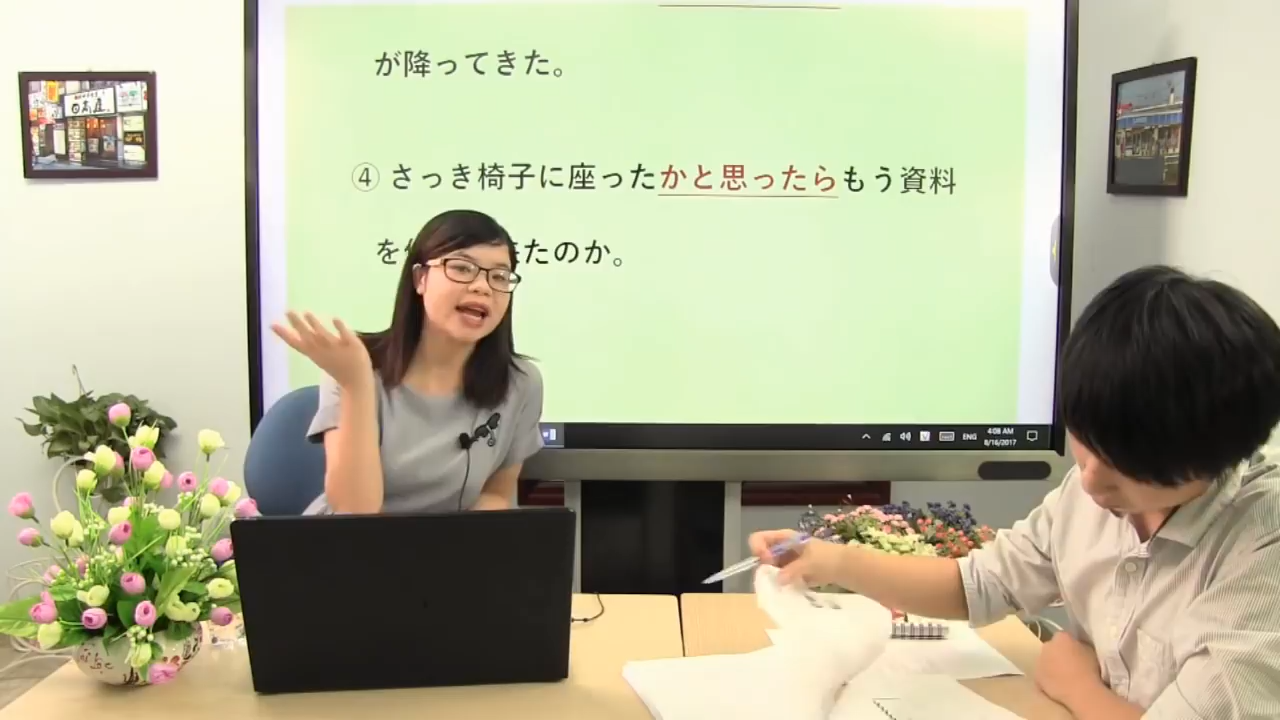 が降ってきた。
④ さっき椅子に座ったかと思ったらもう資料
を たのか。
ENG
4:08 AM
8/16/2017